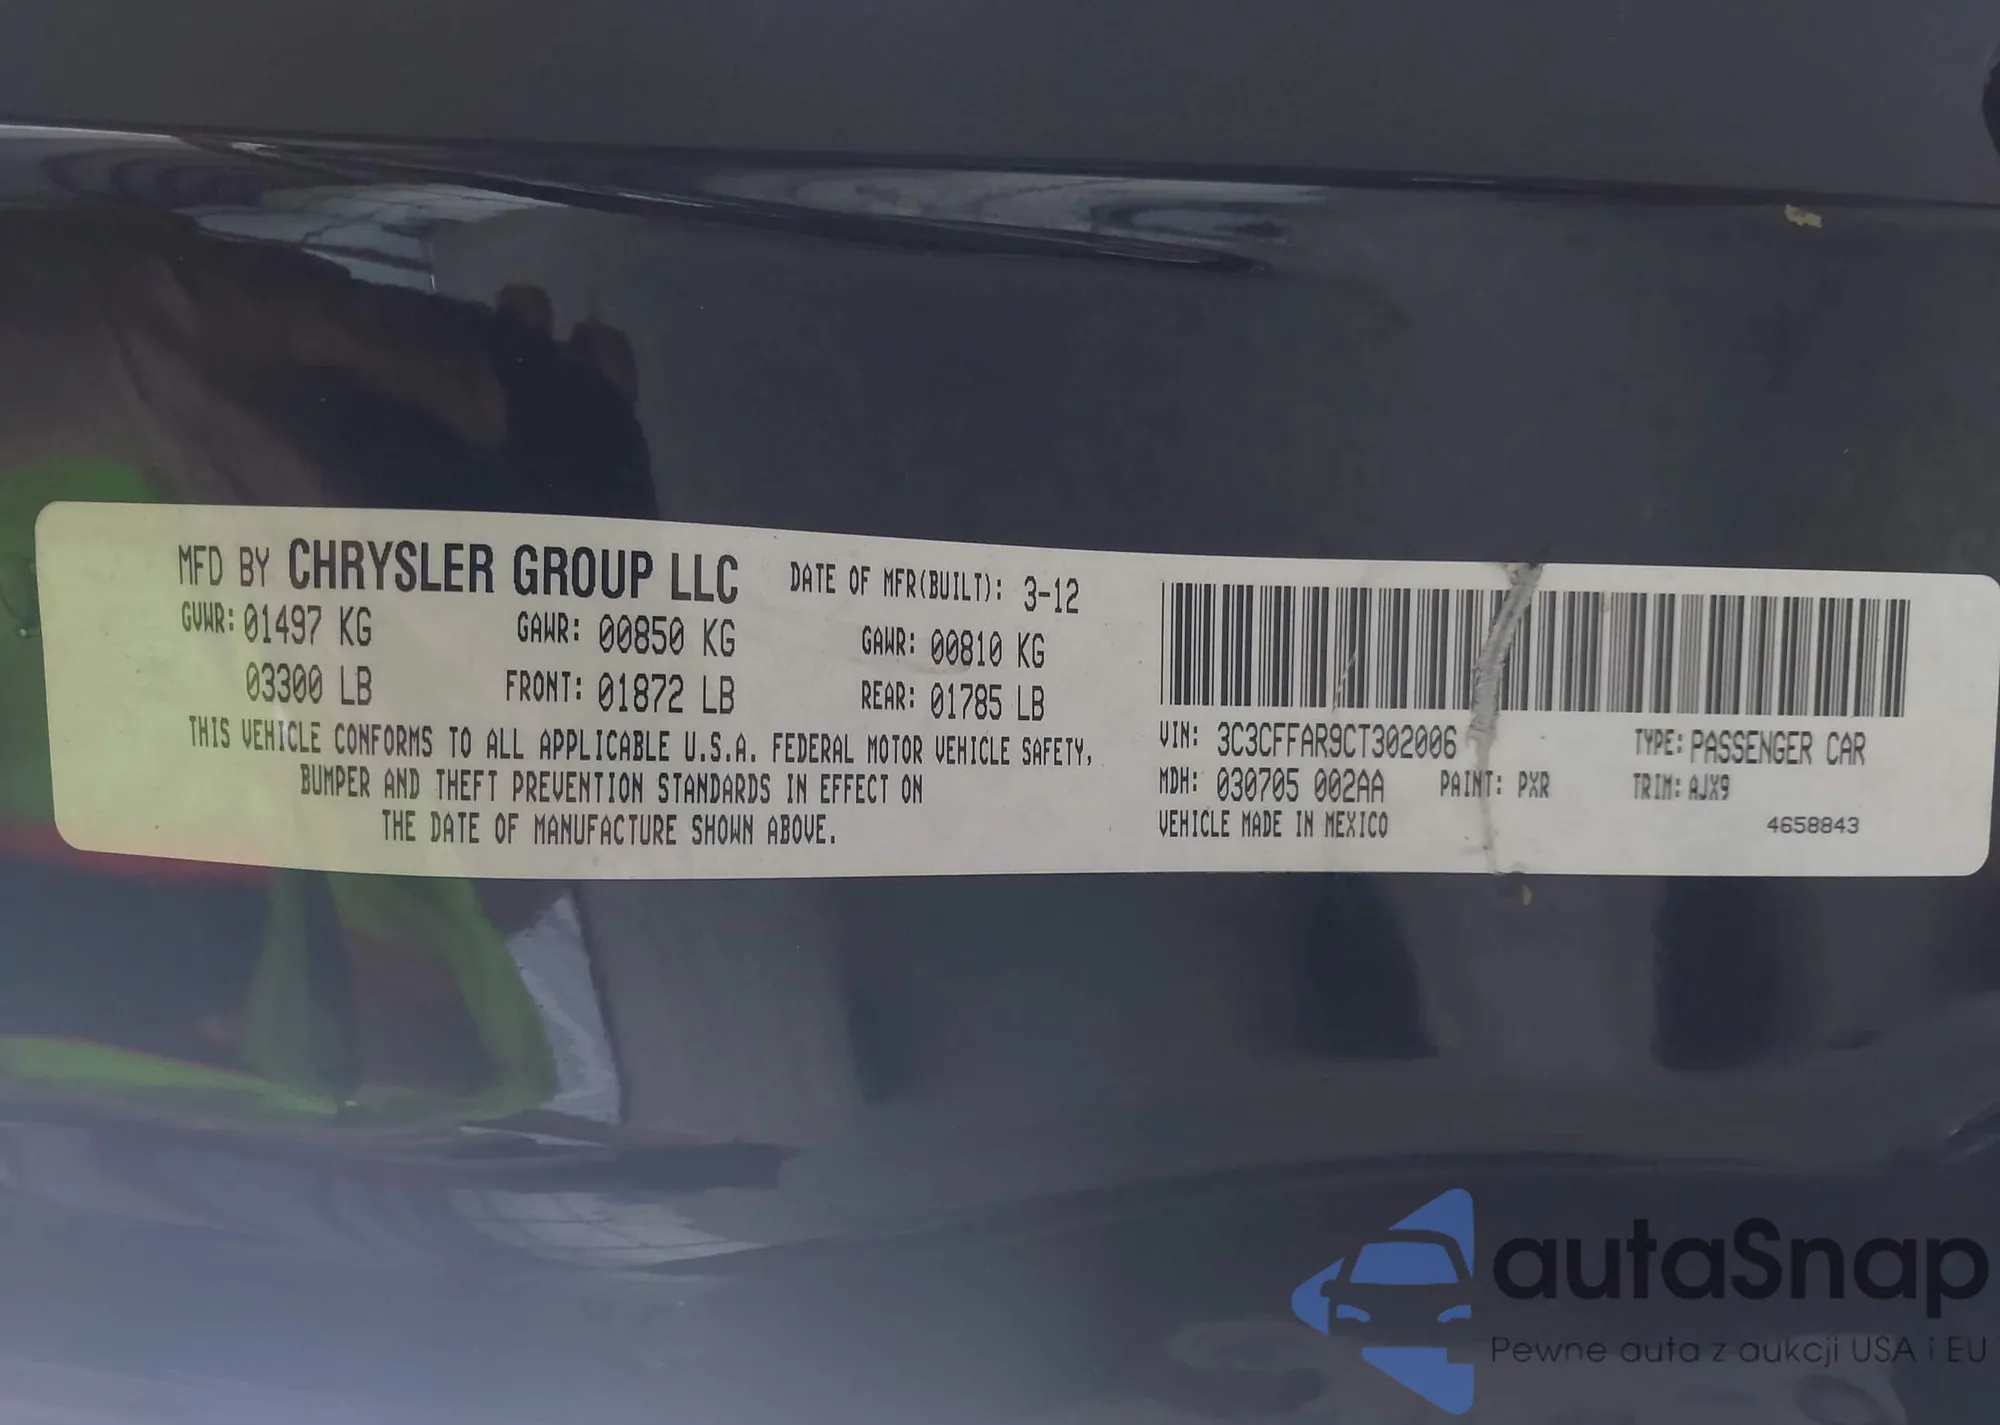 MFD BY CHRYSLER GROUP LLC DATE OF MFR(BUILT): 3-12
GVWR: 01497 KG GAWR: 00850 KG GAWR: 00810 KG
03300 LB FRONT: 01872 LB REAR: 01785 LB
THIS VEHICLE CONFORMS TO ALL APPLICABLE U.S.A. FEDERAL MOTOR VEHICLE SAFETY,
BUMPER AND THEFT PREVENTION STANDARDS IN EFFECT ON
THE DATE OF MANUFACTURE SHOWN ABOVE.
VIN: 3C3CFFAR9CT302006 TYPE: PASSENGER CAR
MDH: 030705 002AA PAINT: PXR TRIM: AJX9
VEHICLE MADE IN MEXICO 4658843
autaSnap
Pewne auta z aukcji USA i EU